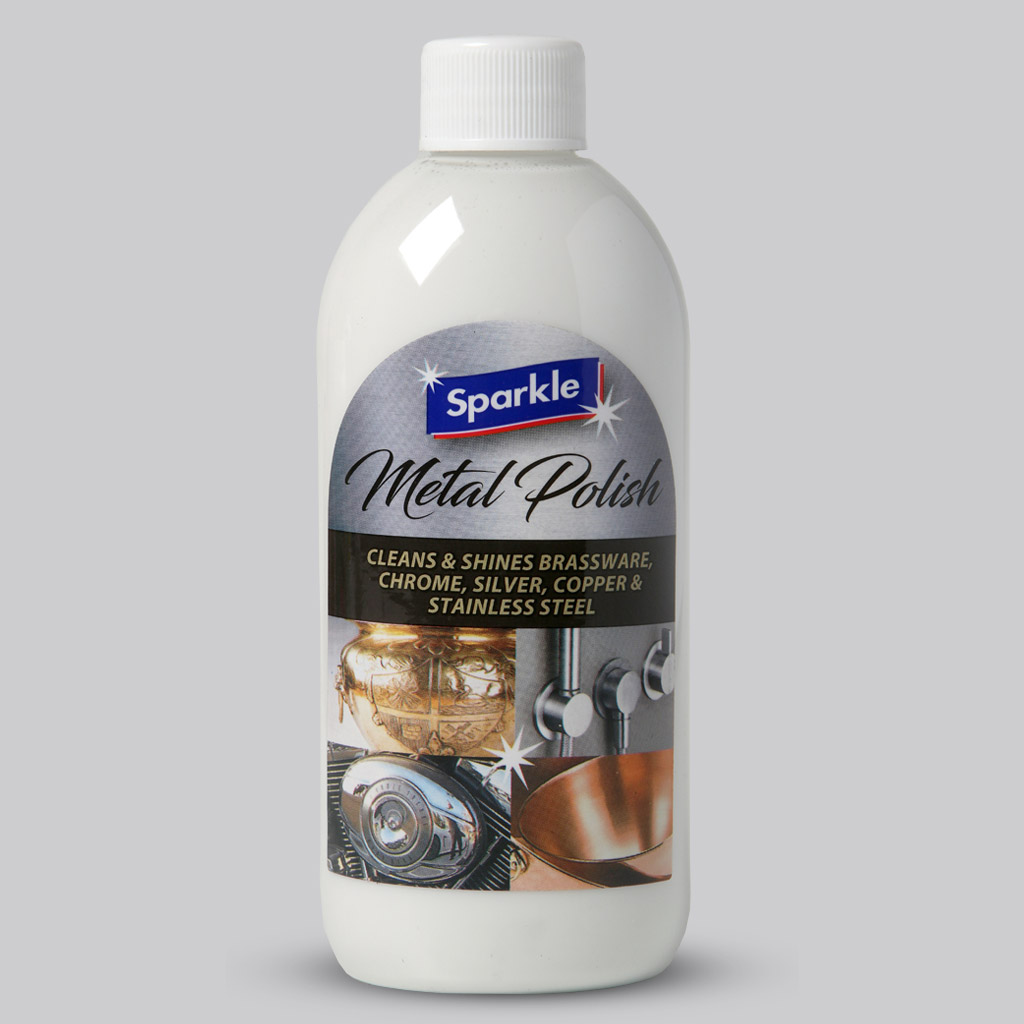 Sparkle
Metal Polish
CLEANS & SHINES BRASSWARE,
CHROME, SILVER, COPPER &
STAINLESS STEEL